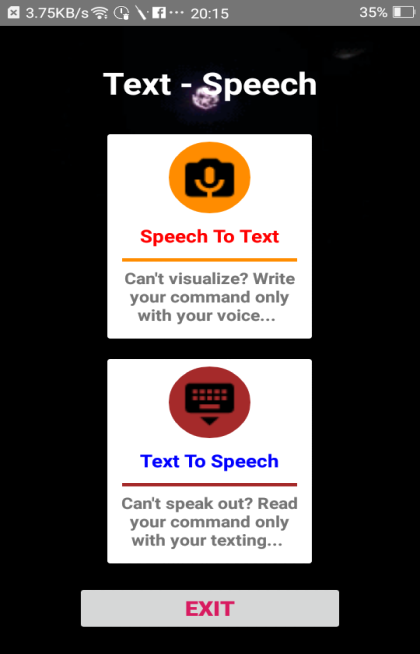 3.75KB/s 20:15 35%
Text - Speech
Speech To Text
Can't visualize? Write
your command only
with your voice...
Text To Speech
Can't speak out? Read
your command only
with your texting...
EXIT